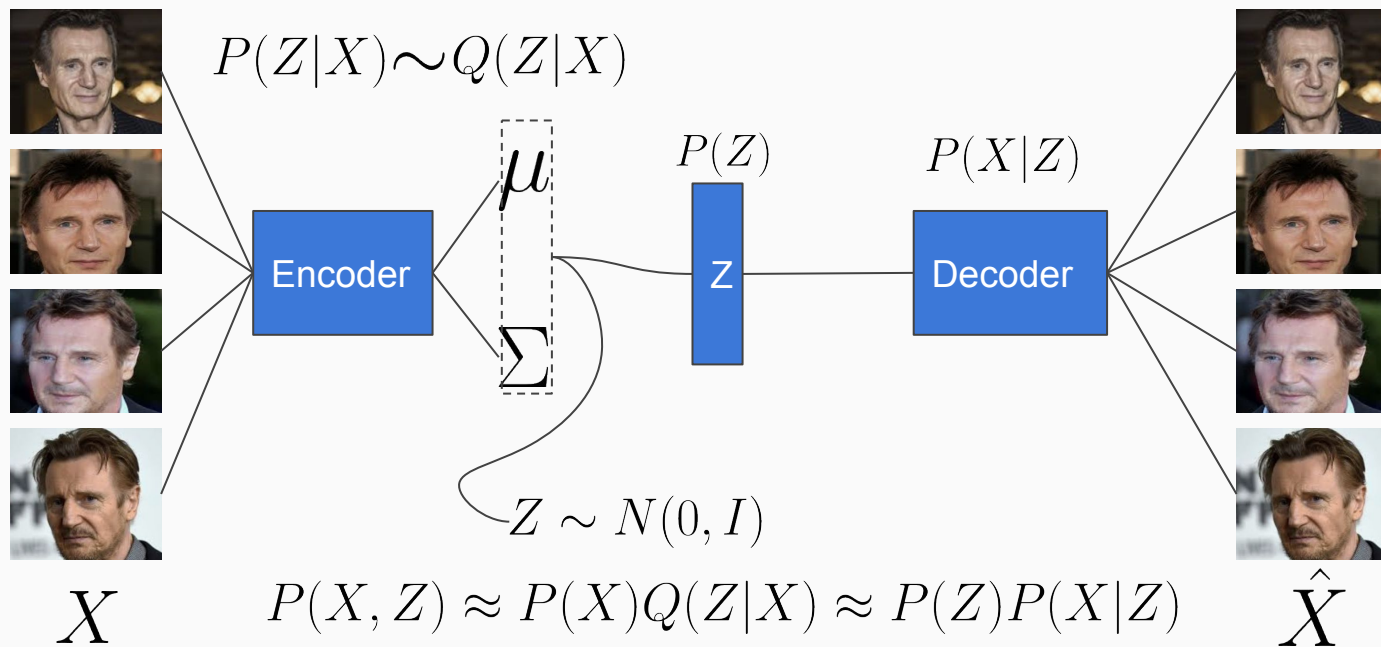 P(Z|X)∼Q(Z|X)
μ
Σ
Encoder
P(Z)
Z
P(X|Z)
Decoder
Z ∼ N(0, I)
P(X, Z) ≈ P(X)Q(Z|X) ≈ P(Z)P(X|Z)
X
X̂